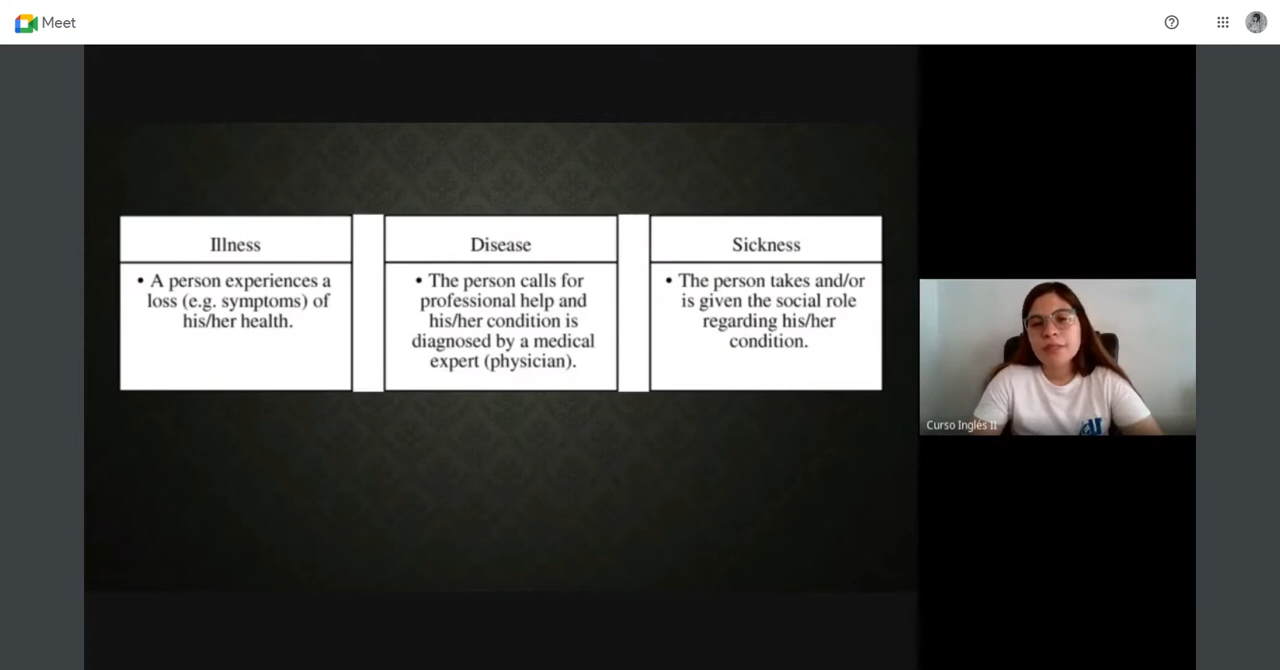 Meet
Illness
• A person experiences a
loss (e.g. symptoms) of
his/her health.
Disease
• The person calls for
professional help and
his/her condition is
diagnosed by a medical
expert (physician).
Sickness
• The person takes and/or
is given the social role
regarding his/her
condition.
Curso Inglés II